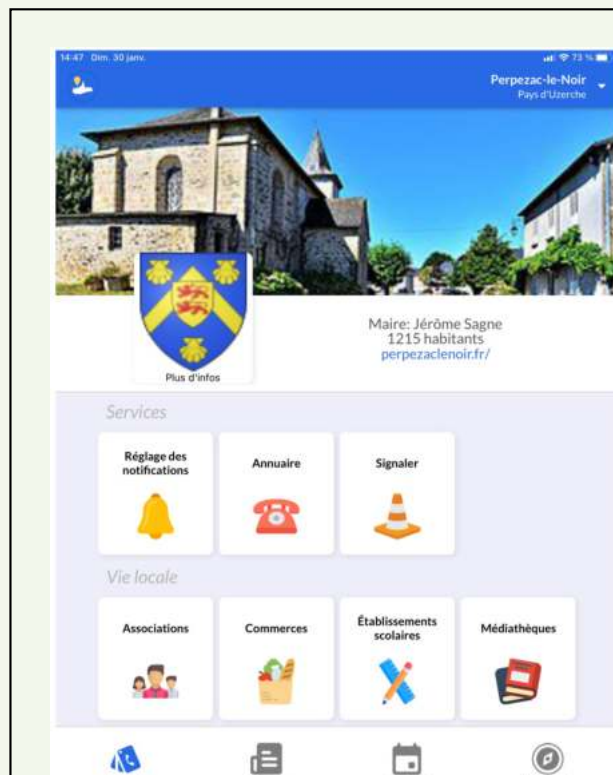 14:47 Dim. 30 janv.
73 %
Perpezac-le-Noir
Pays d'Uzerche
Maire: Jérôme Sagne
1215 habitants
perpezaclenoir.fr/
Plus d'infos
Services
Réglage des
notifications
Annuaire
Signaler
Vie locale
Associations
Commerces
Établissements
scolaires
Médiathèques